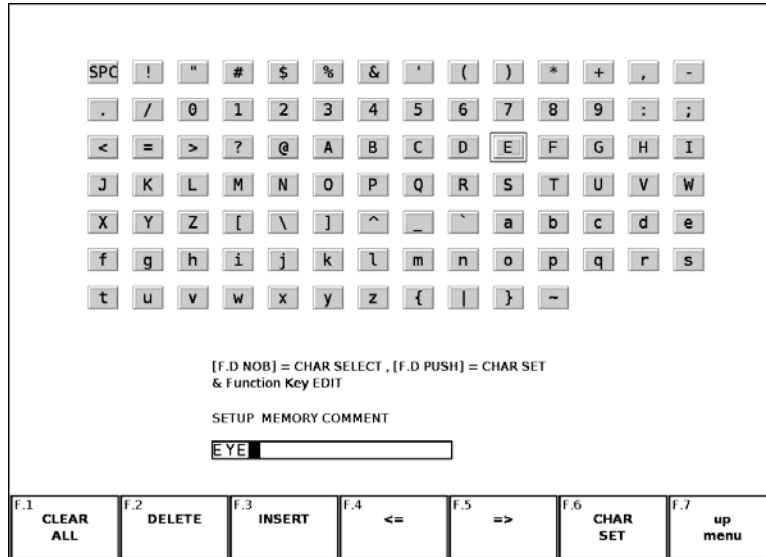 SPC ! " # $ % & ' ( ) * + , -
. / 0 1 2 3 4 5 6 7 8 9 : ;
< = > ? @ A B C D E F G H I
J K L M N O P Q R S T U V W
X Y Z [ \ ] ^ _ ` a b c d e
f g h i j k l m n o p q r s
t u v w x y z { | } ~
[F.D NOB] = CHAR SELECT , [F.D PUSH] = CHAR SET
& Function Key EDIT
SETUP MEMORY COMMENT
EYE
F.1 CLEAR ALL
F.2 DELETE
F.3 INSERT
F.4 <=
F.5 =>
F.6 CHAR SET
F.7 up menu